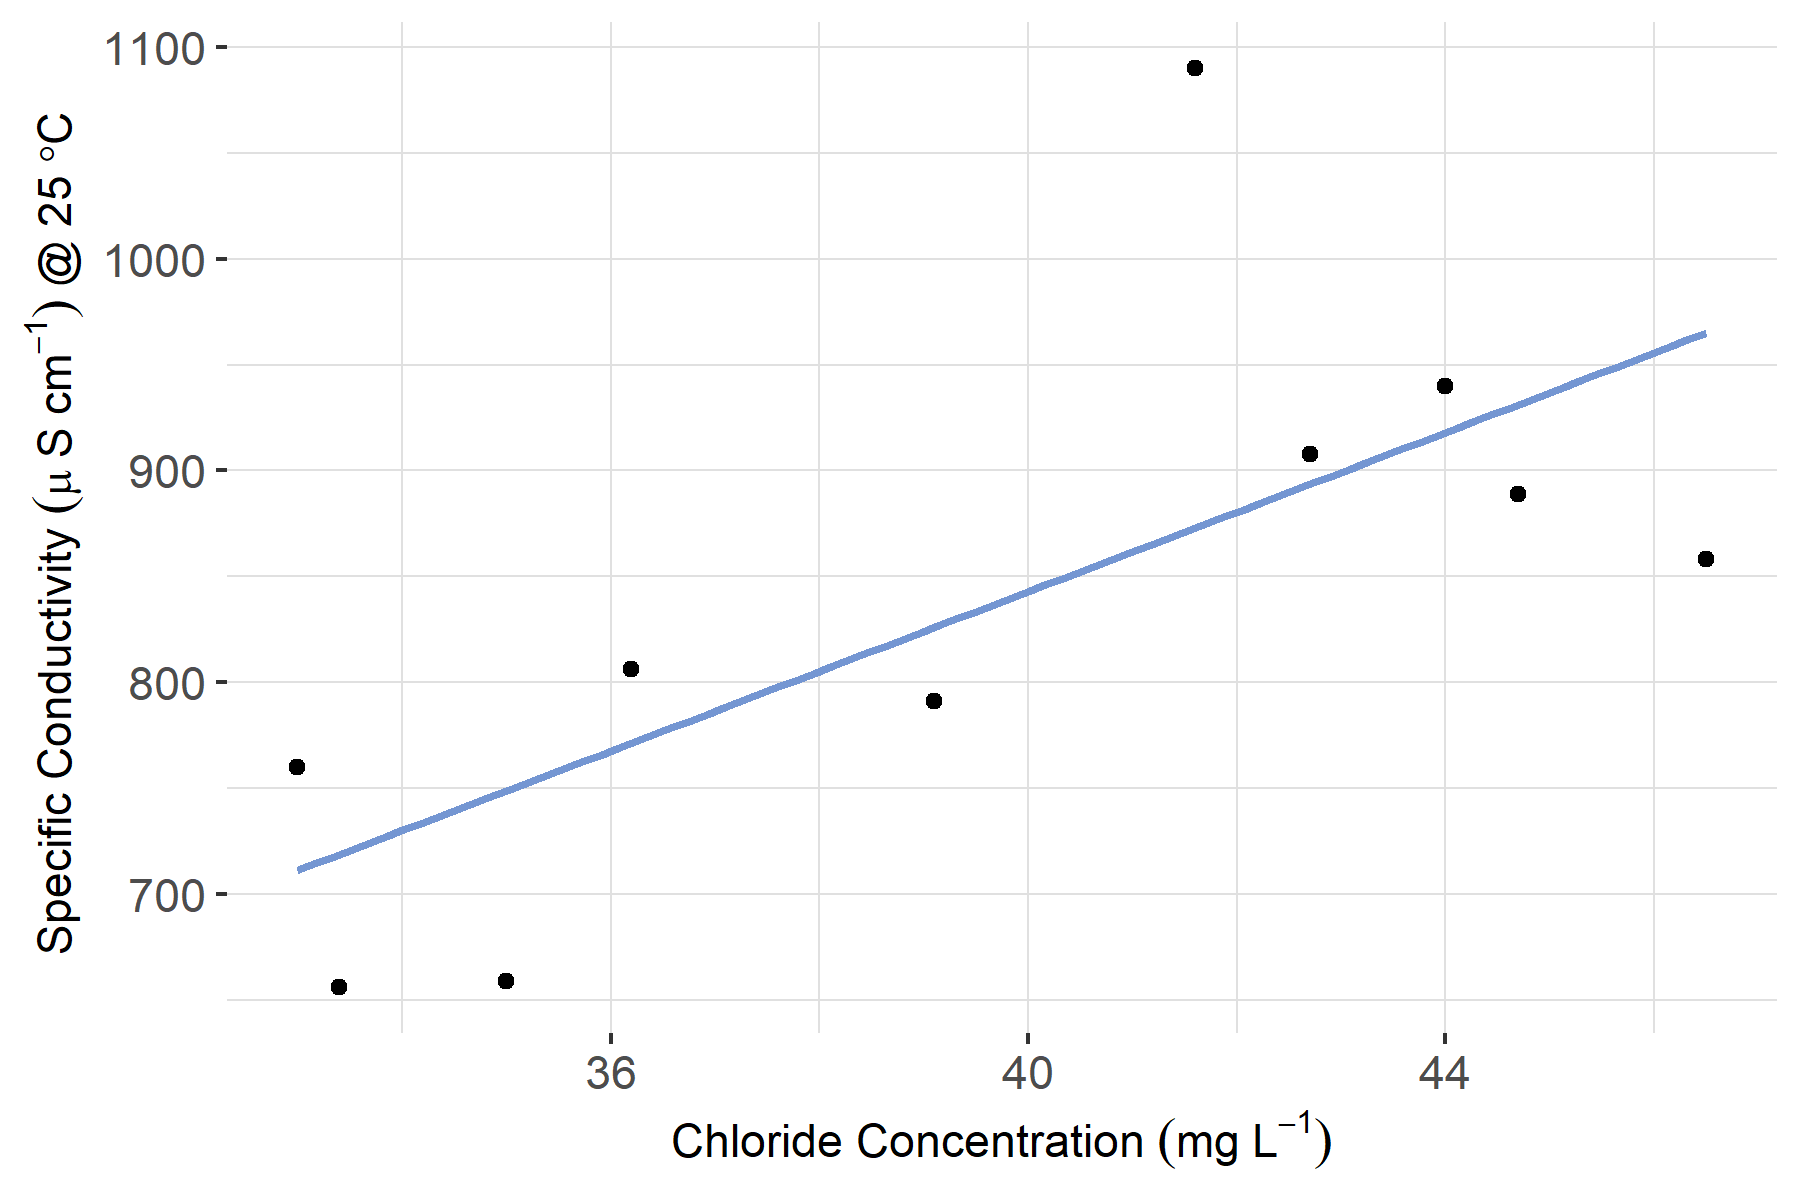 Specific Conductivity (μ S cm⁻¹) @ 25 °C
1100
1000
900
800
700
36 40 44
Chloride Concentration (mg L⁻¹)